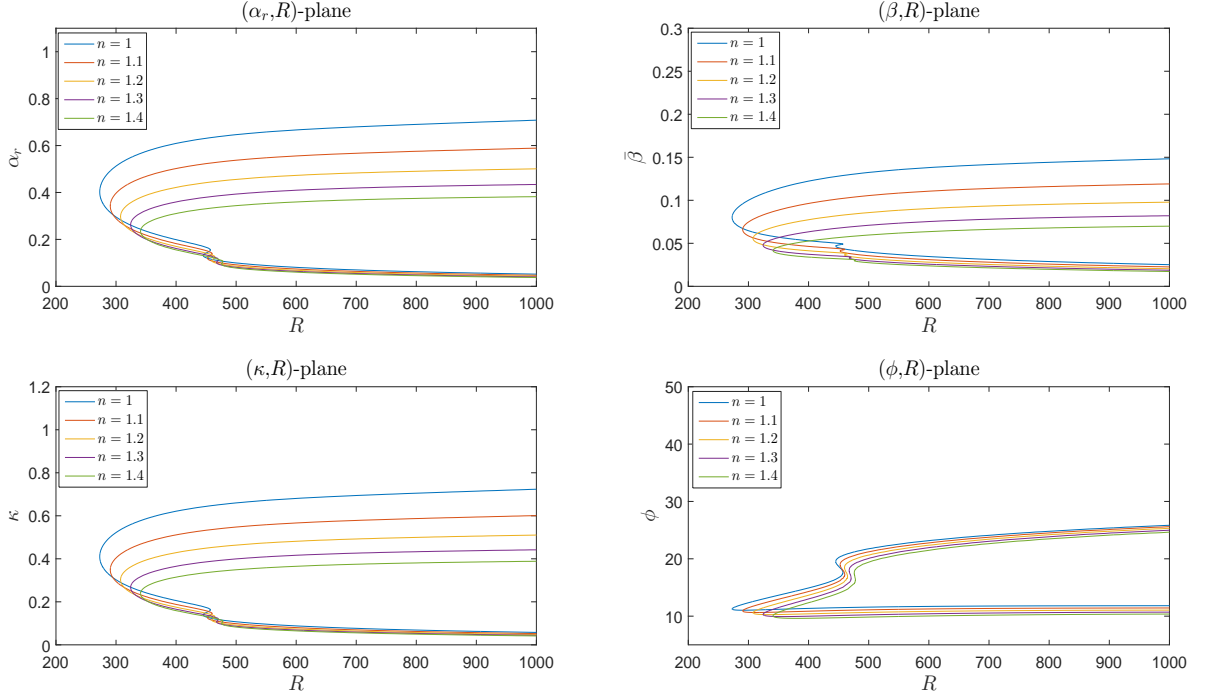 (αr,R)-plane
1
0.8
0.6
0.4
0.2
0
αr
n = 1
n = 1.1
n = 1.2
n = 1.3
n = 1.4
200 300 400 500 600 700 800 900 1000
R
(β,R)-plane
0.3
0.25
0.2
0.15
0.1
0.05
0
β̄
n = 1
n = 1.1
n = 1.2
n = 1.3
n = 1.4
200 300 400 500 600 700 800 900 1000
R
(κ,R)-plane
1.2
1
0.8
0.6
0.4
0.2
0
κ
n = 1
n = 1.1
n = 1.2
n = 1.3
n = 1.4
200 300 400 500 600 700 800 900 1000
R
(ϕ,R)-plane
50
40
30
20
10
ϕ
n = 1
n = 1.1
n = 1.2
n = 1.3
n = 1.4
200 300 400 500 600 700 800 900 1000
R